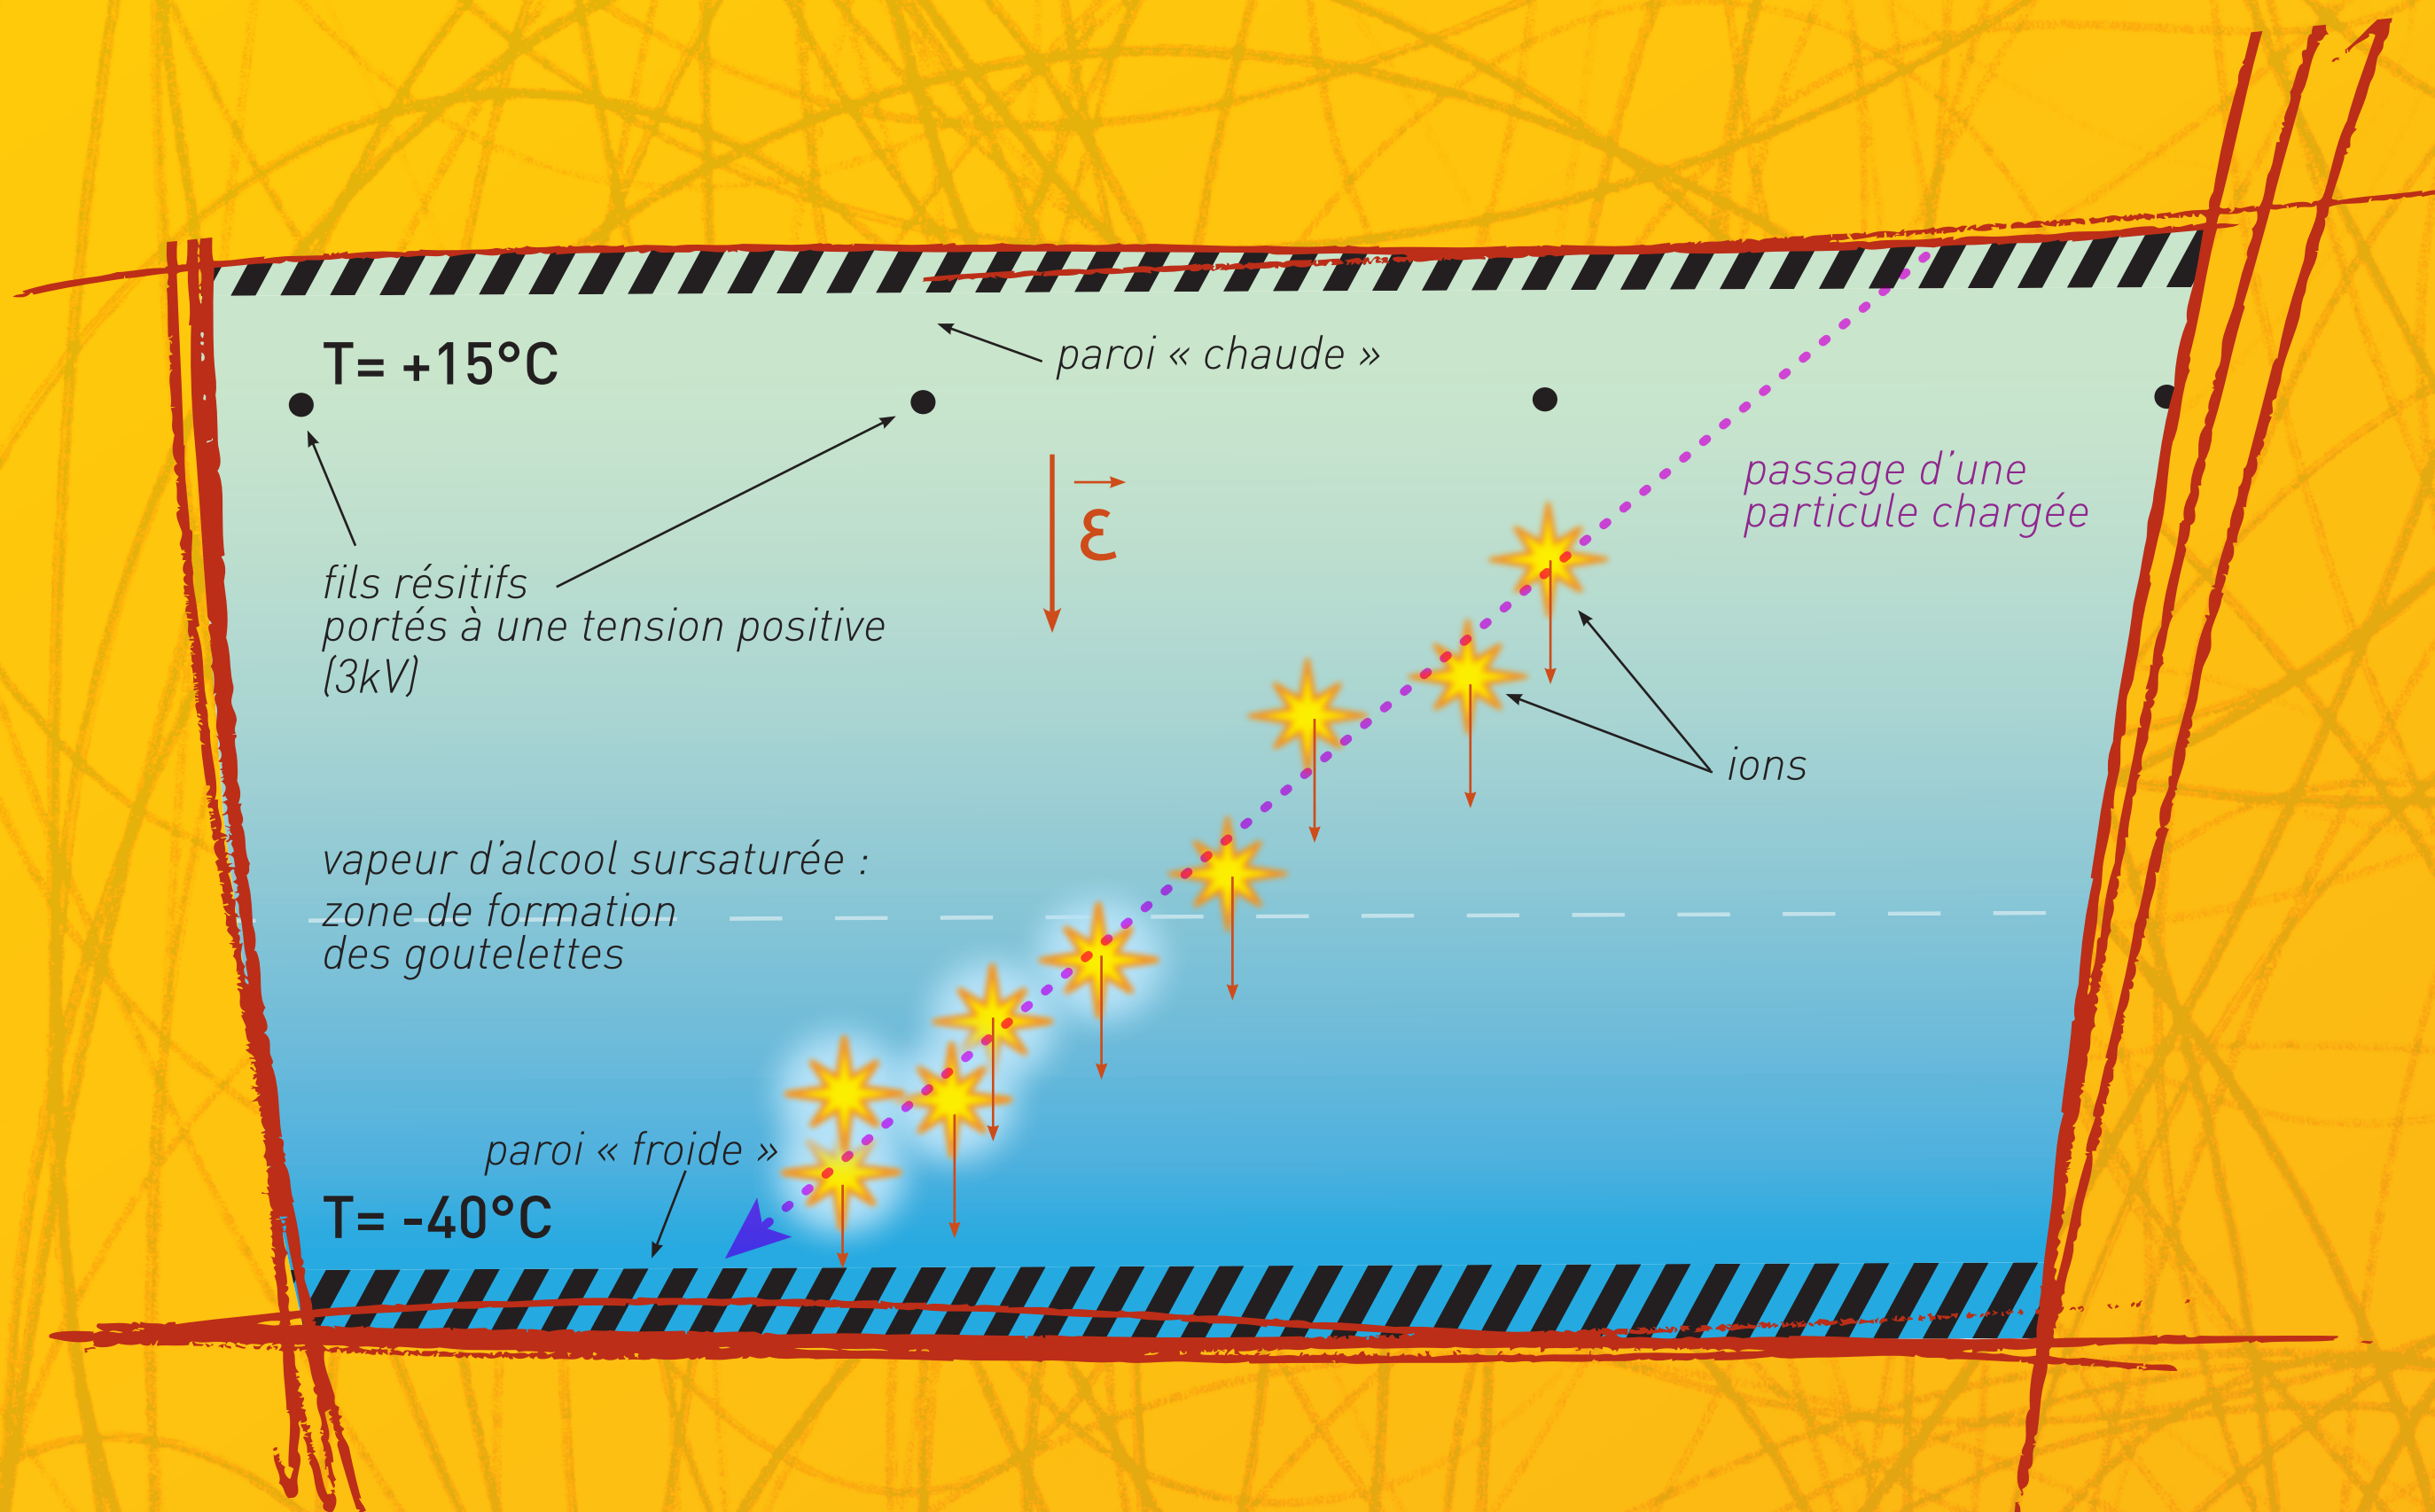 T= +15°C
paroi « chaude »
ε
passage d’une
particule chargée
fils résitifs
portés à une tension positive
(3kV)
ions
vapeur d’alcool sursaturée :
zone de formation
des goutelettes
paroi « froide »
T= -40°C